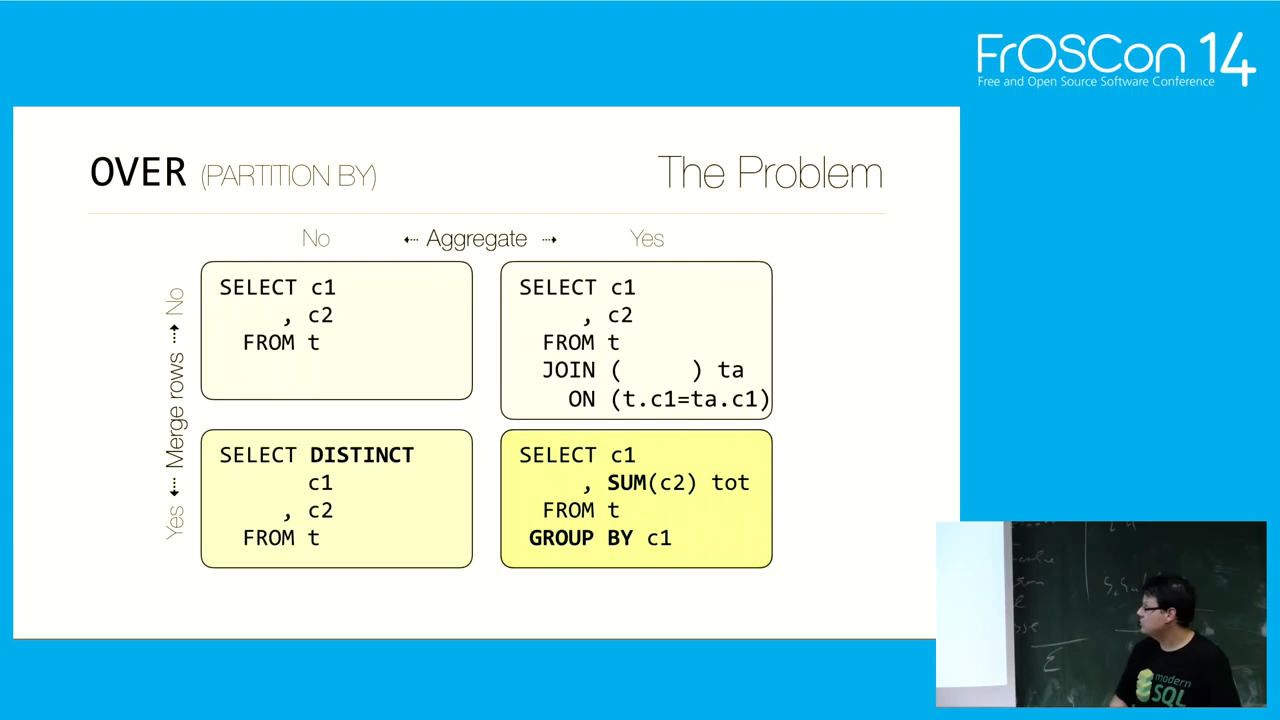 FrOSCon 14
Free and Open Source Software Conference
OVER (PARTITION BY)
The Problem
No ⇠ Aggregate ⇢ Yes
Yes ⇠ Merge rows ⇢ No
SELECT c1
, c2
FROM t
SELECT c1
, c2
FROM t
JOIN ( ) ta
ON (t.c1=ta.c1)
SELECT DISTINCT
c1
, c2
FROM t
SELECT c1
, SUM(c2) tot
FROM t
GROUP BY c1
modern
SQL